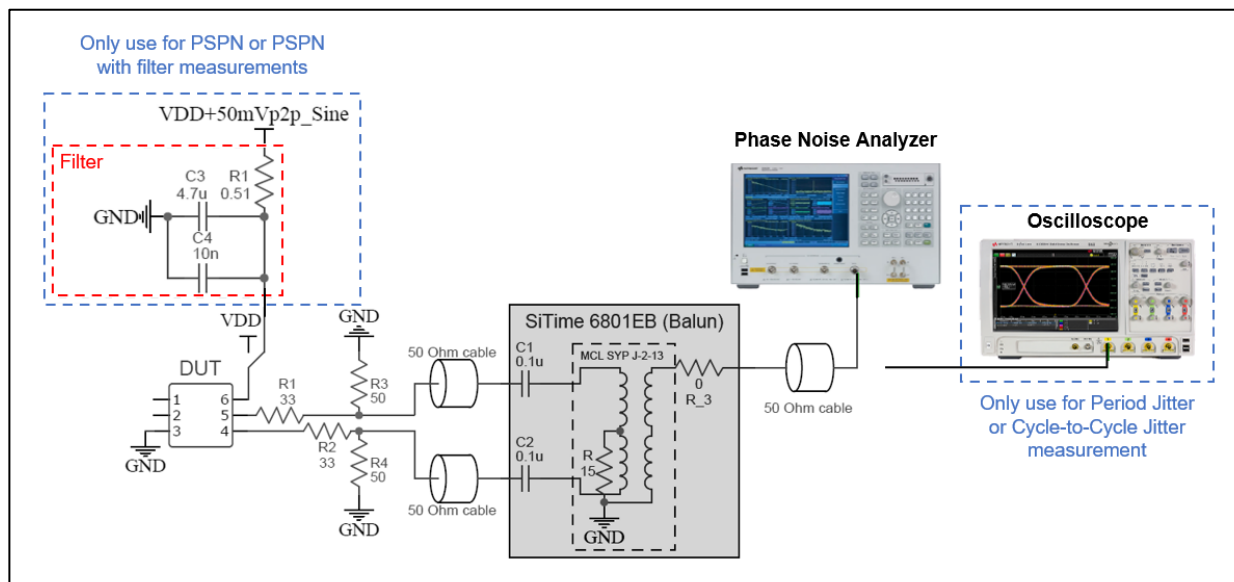 Only use for PSPN or PSPN
with filter measurements
VDD+50mVp2p_Sine
Filter
C3
4.7u
R1
0.51
GND
C4
10n
VDD
DUT
1
2
3
6
5
4
GND
R1
33
R2
33
GND
R3
50
R4
50
GND
50 Ohm cable
50 Ohm cable
SiTime 6801EB (Balun)
C1
0.1u
C2
0.1u
MCL SYP J-2-13
R
15
GND
0
R_3
50 Ohm cable
Phase Noise Analyzer
Oscilloscope
Only use for Period Jitter
or Cycle-to-Cycle Jitter
measurement